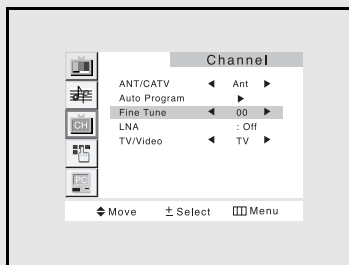 Channel
ANT/CATV ◀ Ant ▶
Auto Program ▶
Fine Tune ◀ 00 ▶
LNA : Off
TV/Video ◀ TV ▶
CH
PC
Move ± Select Menu